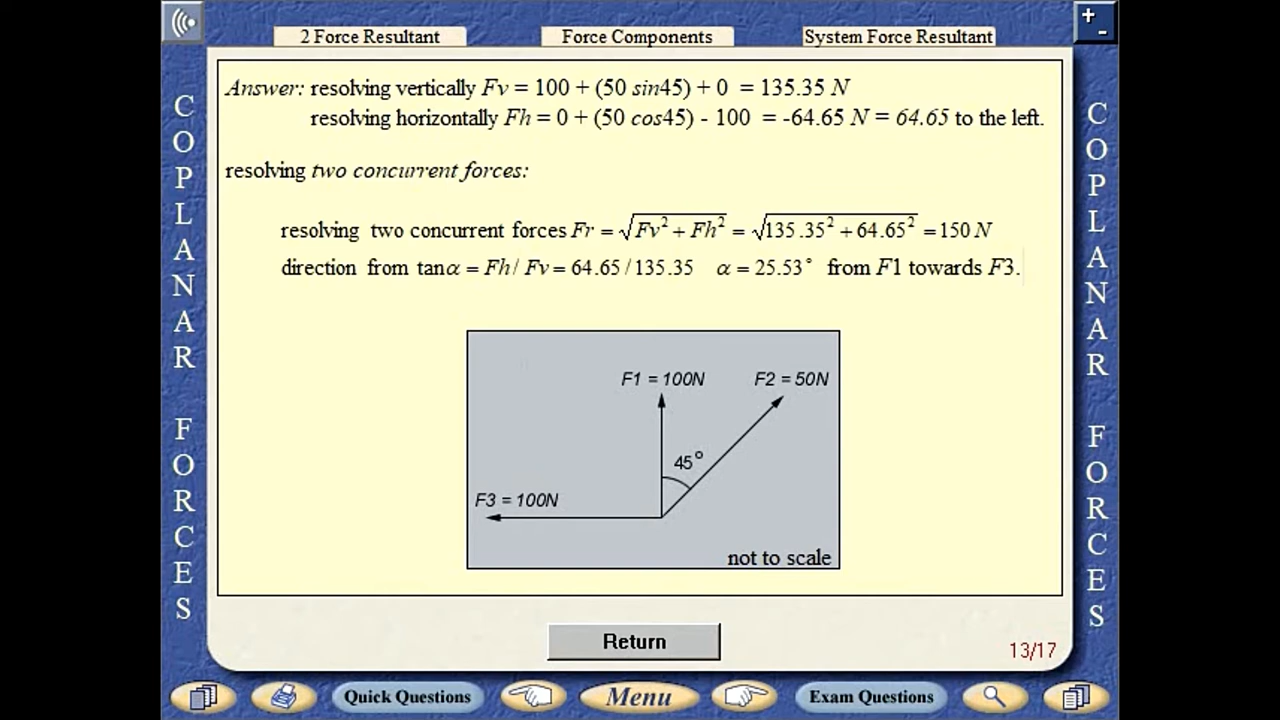 + -
2 Force Resultant
Force Components
System Force Resultant
COPLANAR FORCES
Answer: resolving vertically Fv = 100 + (50 sin45) + 0 = 135.35 N
resolving horizontally Fh = 0 + (50 cos45) - 100 = -64.65 N = 64.65 to the left.
resolving two concurrent forces:
resolving two concurrent forces Fr = √Fv² + Fh² = √135.35² + 64.65² = 150 N
direction from tanα = Fh / Fv = 64.65 / 135.35 α = 25.53° from F1 towards F3.
F1 = 100N
F2 = 50N
45°
F3 = 100N
not to scale
COPLANAR FORCES
Return
13/17
Quick Questions
Menu
Exam Questions